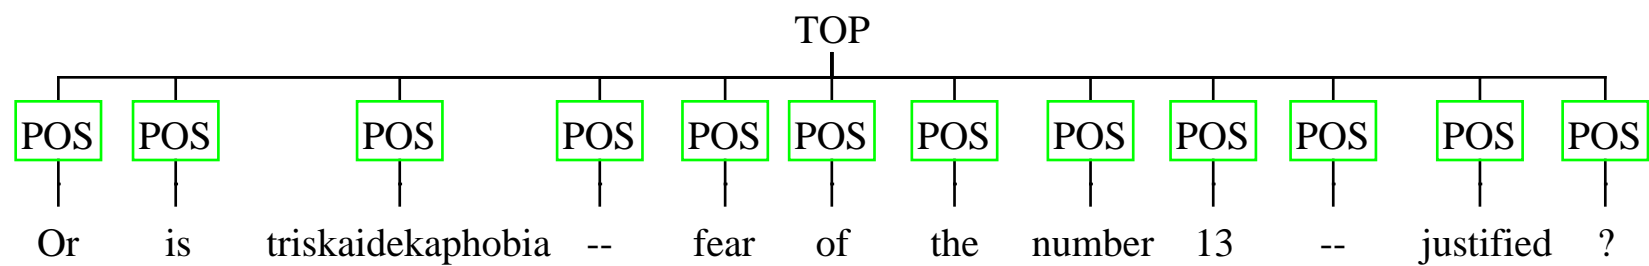 TOP
POS POS POS POS POS POS POS POS POS POS POS POS
Or is triskaidekaphobia -- fear of the number 13 -- justified ?